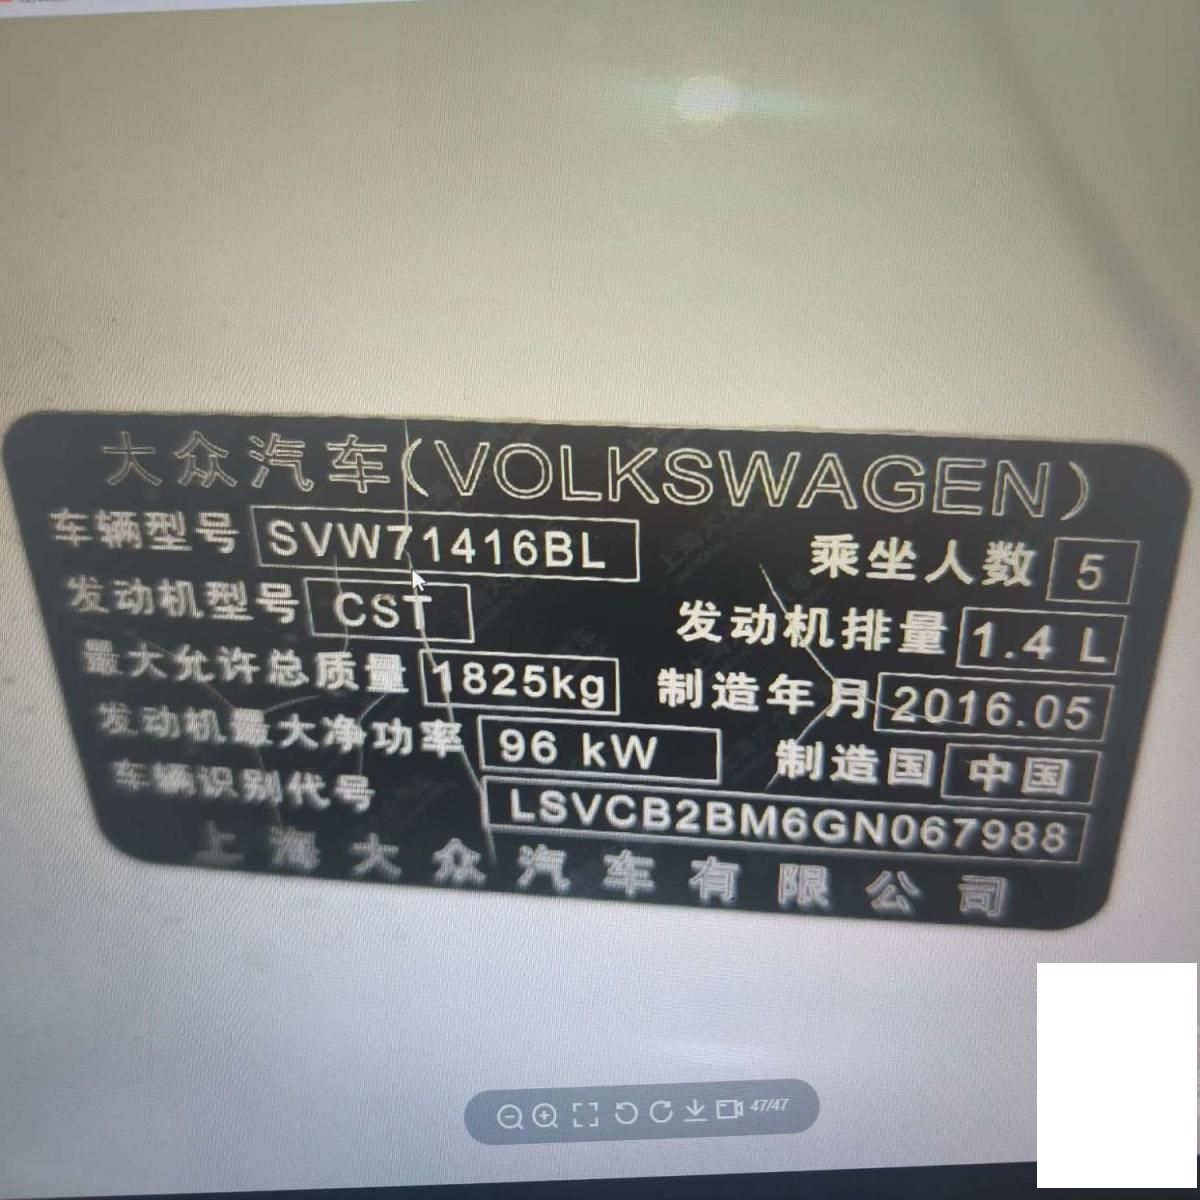 大众汽车(VOLKSWAGEN)
车辆型号 SVW71416BL 乘坐人数 5
发动机型号 CST 发动机排量 1.4 L
最大允许总质量 1825kg 制造年月 2016.05
发动机最大净功率 96 kW 制造国 中国
车辆识别代号 LSVCB2BM6GN067988
上海大众汽车有限公司
47/47